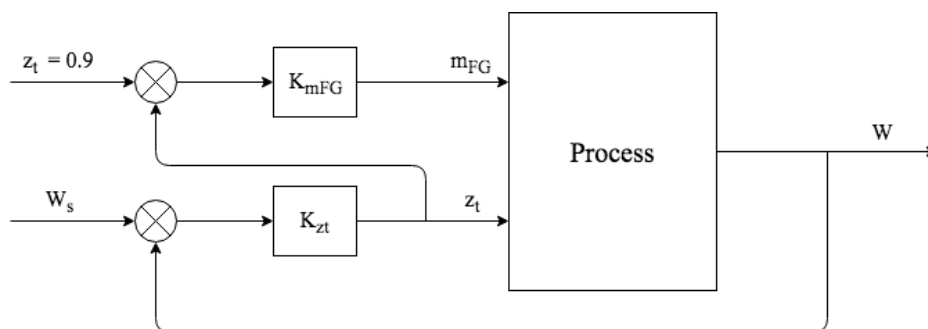 z_t = 0.9
K_mFG
m_FG
Process
W
W_s
K_zt
z_t